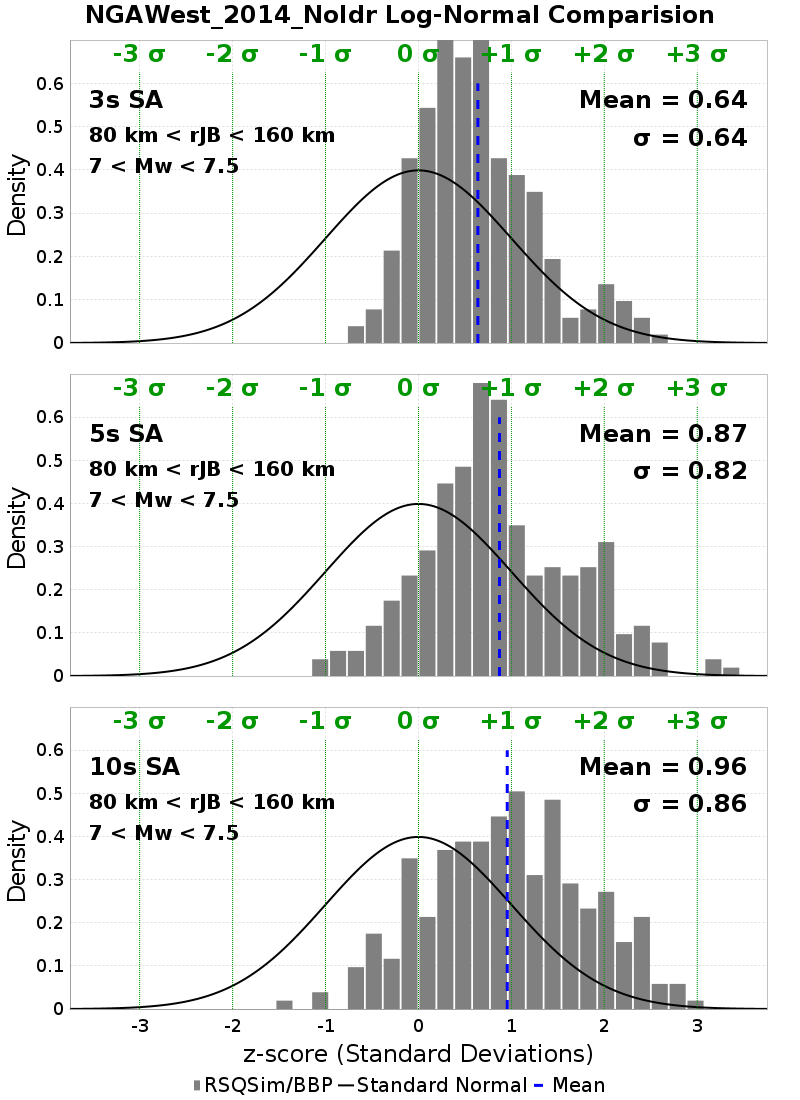 NGAWest_2014_NoIdr Log-Normal Comparision
-3 σ -2 σ -1 σ 0 σ +1 σ +2 σ +3 σ
3s SA
Mean = 0.64
80 km < rJB < 160 km
σ = 0.64
7 < Mw < 7.5
Density
0.6
0.5
0.4
0.3
0.2
0.1
0
-3 σ -2 σ -1 σ 0 σ +1 σ +2 σ +3 σ
5s SA
Mean = 0.87
80 km < rJB < 160 km
σ = 0.82
7 < Mw < 7.5
Density
0.6
0.5
0.4
0.3
0.2
0.1
0
-3 σ -2 σ -1 σ 0 σ +1 σ +2 σ +3 σ
10s SA
Mean = 0.96
80 km < rJB < 160 km
σ = 0.86
7 < Mw < 7.5
Density
0.6
0.5
0.4
0.3
0.2
0.1
0
-3 -2 -1 0 1 2 3
z-score (Standard Deviations)
RSQSim/BBP Standard Normal Mean